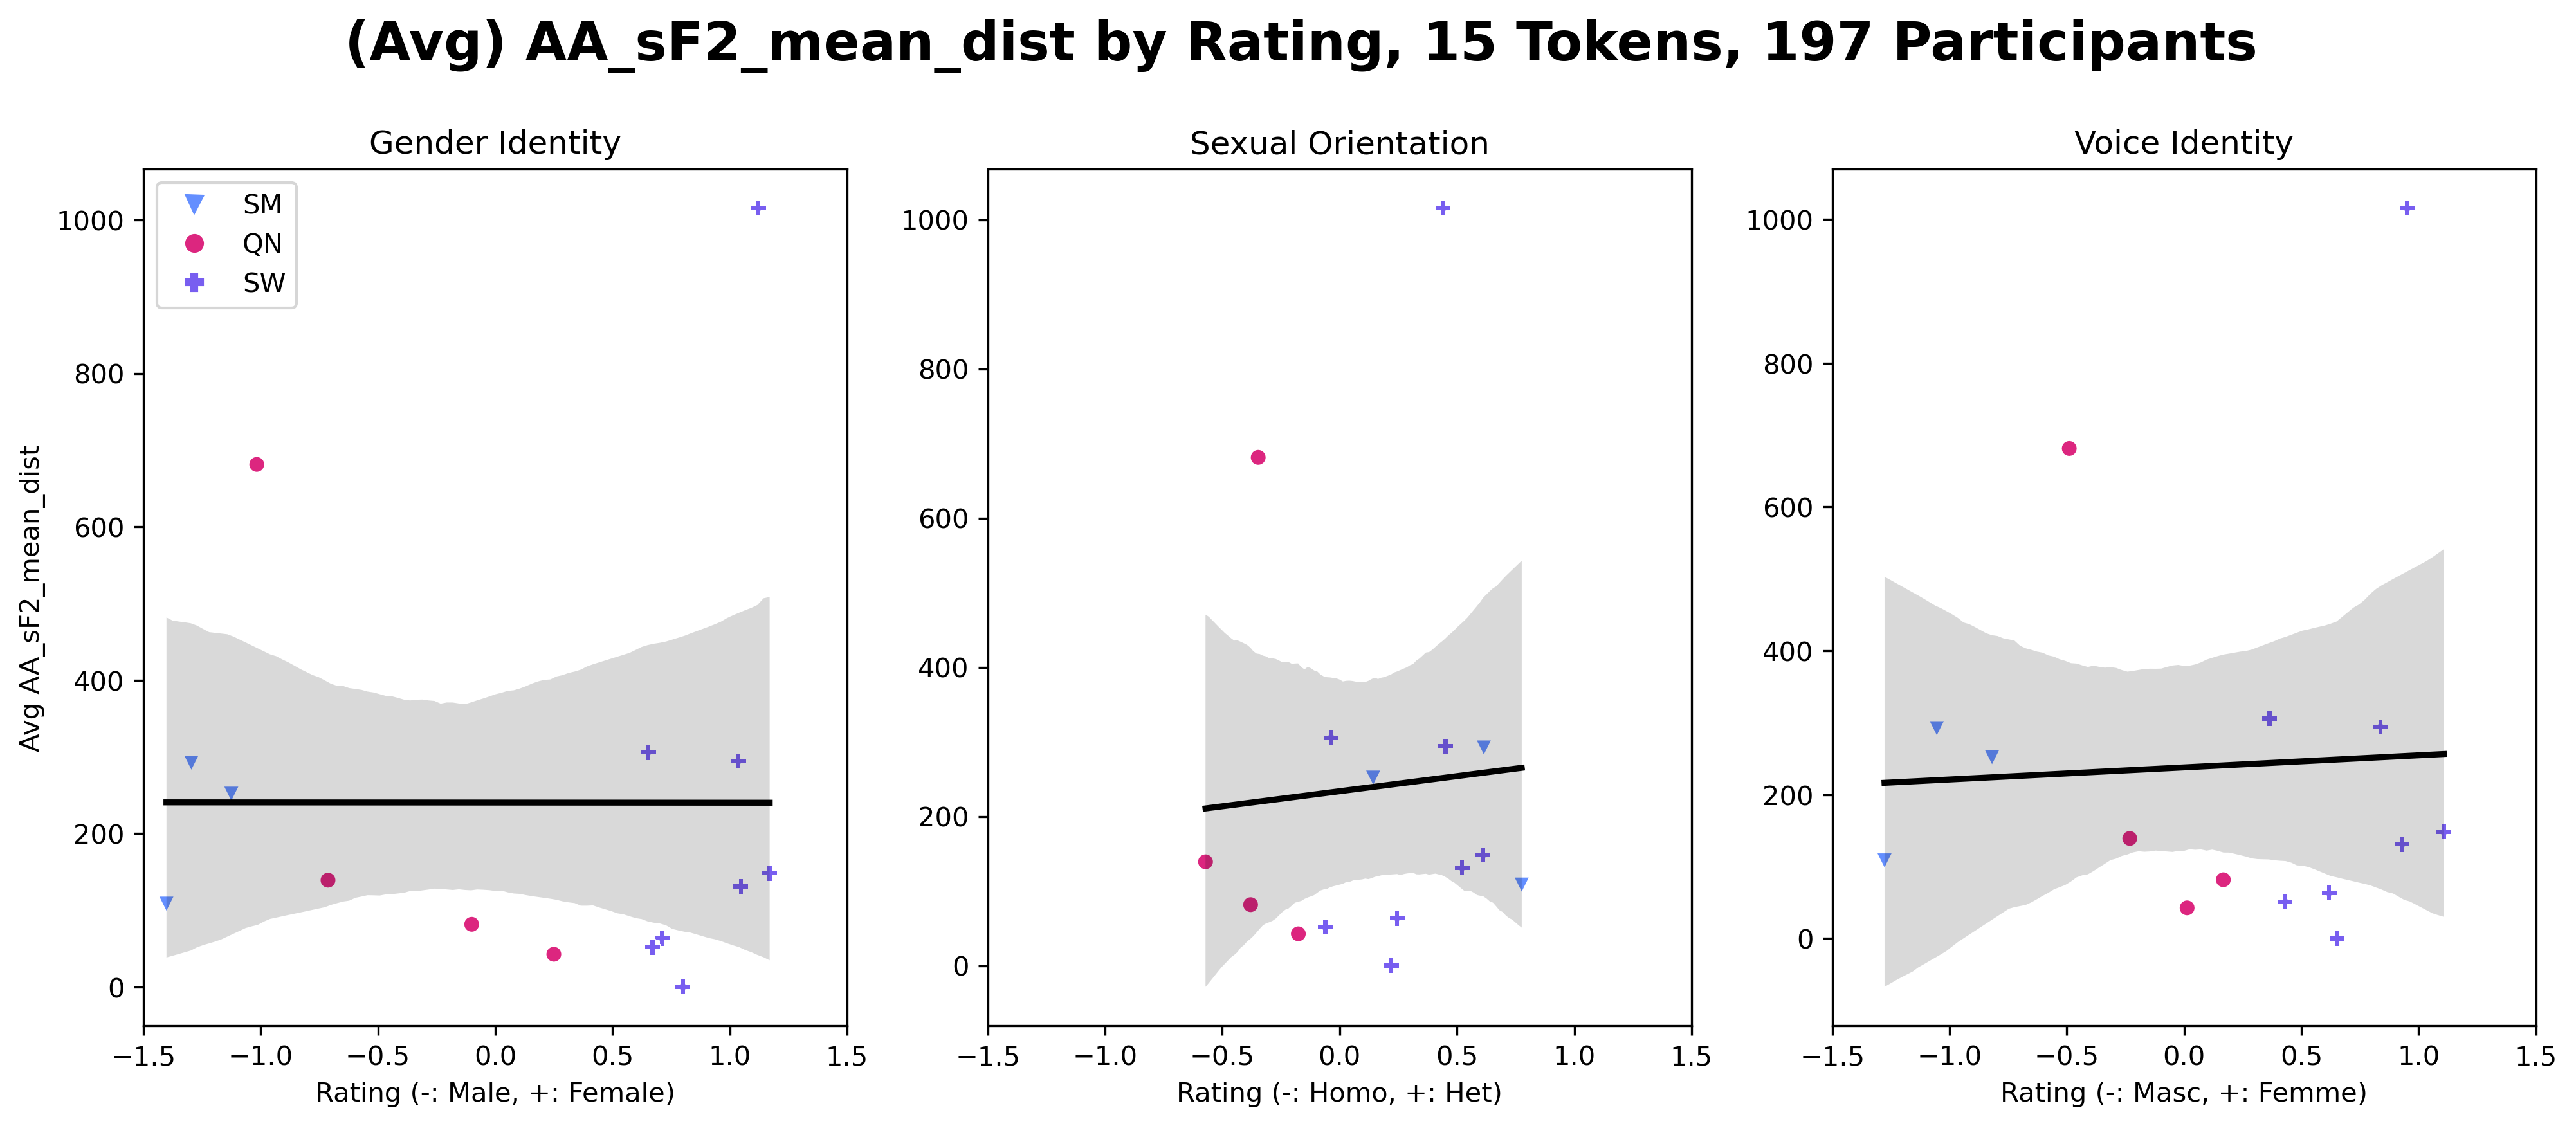 (Avg) AA_sF2_mean_dist by Rating, 15 Tokens, 197 Participants
Gender Identity
Sexual Orientation
Voice Identity
SM
QN
SW
Avg AA_sF2_mean_dist
1000
800
600
400
200
0
−1.5 −1.0 −0.5 0.0 0.5 1.0 1.5
Rating (-: Male, +: Female)
1000
800
600
400
200
0
−1.5 −1.0 −0.5 0.0 0.5 1.0 1.5
Rating (-: Homo, +: Het)
1000
800
600
400
200
0
−1.5 −1.0 −0.5 0.0 0.5 1.0 1.5
Rating (-: Masc, +: Femme)